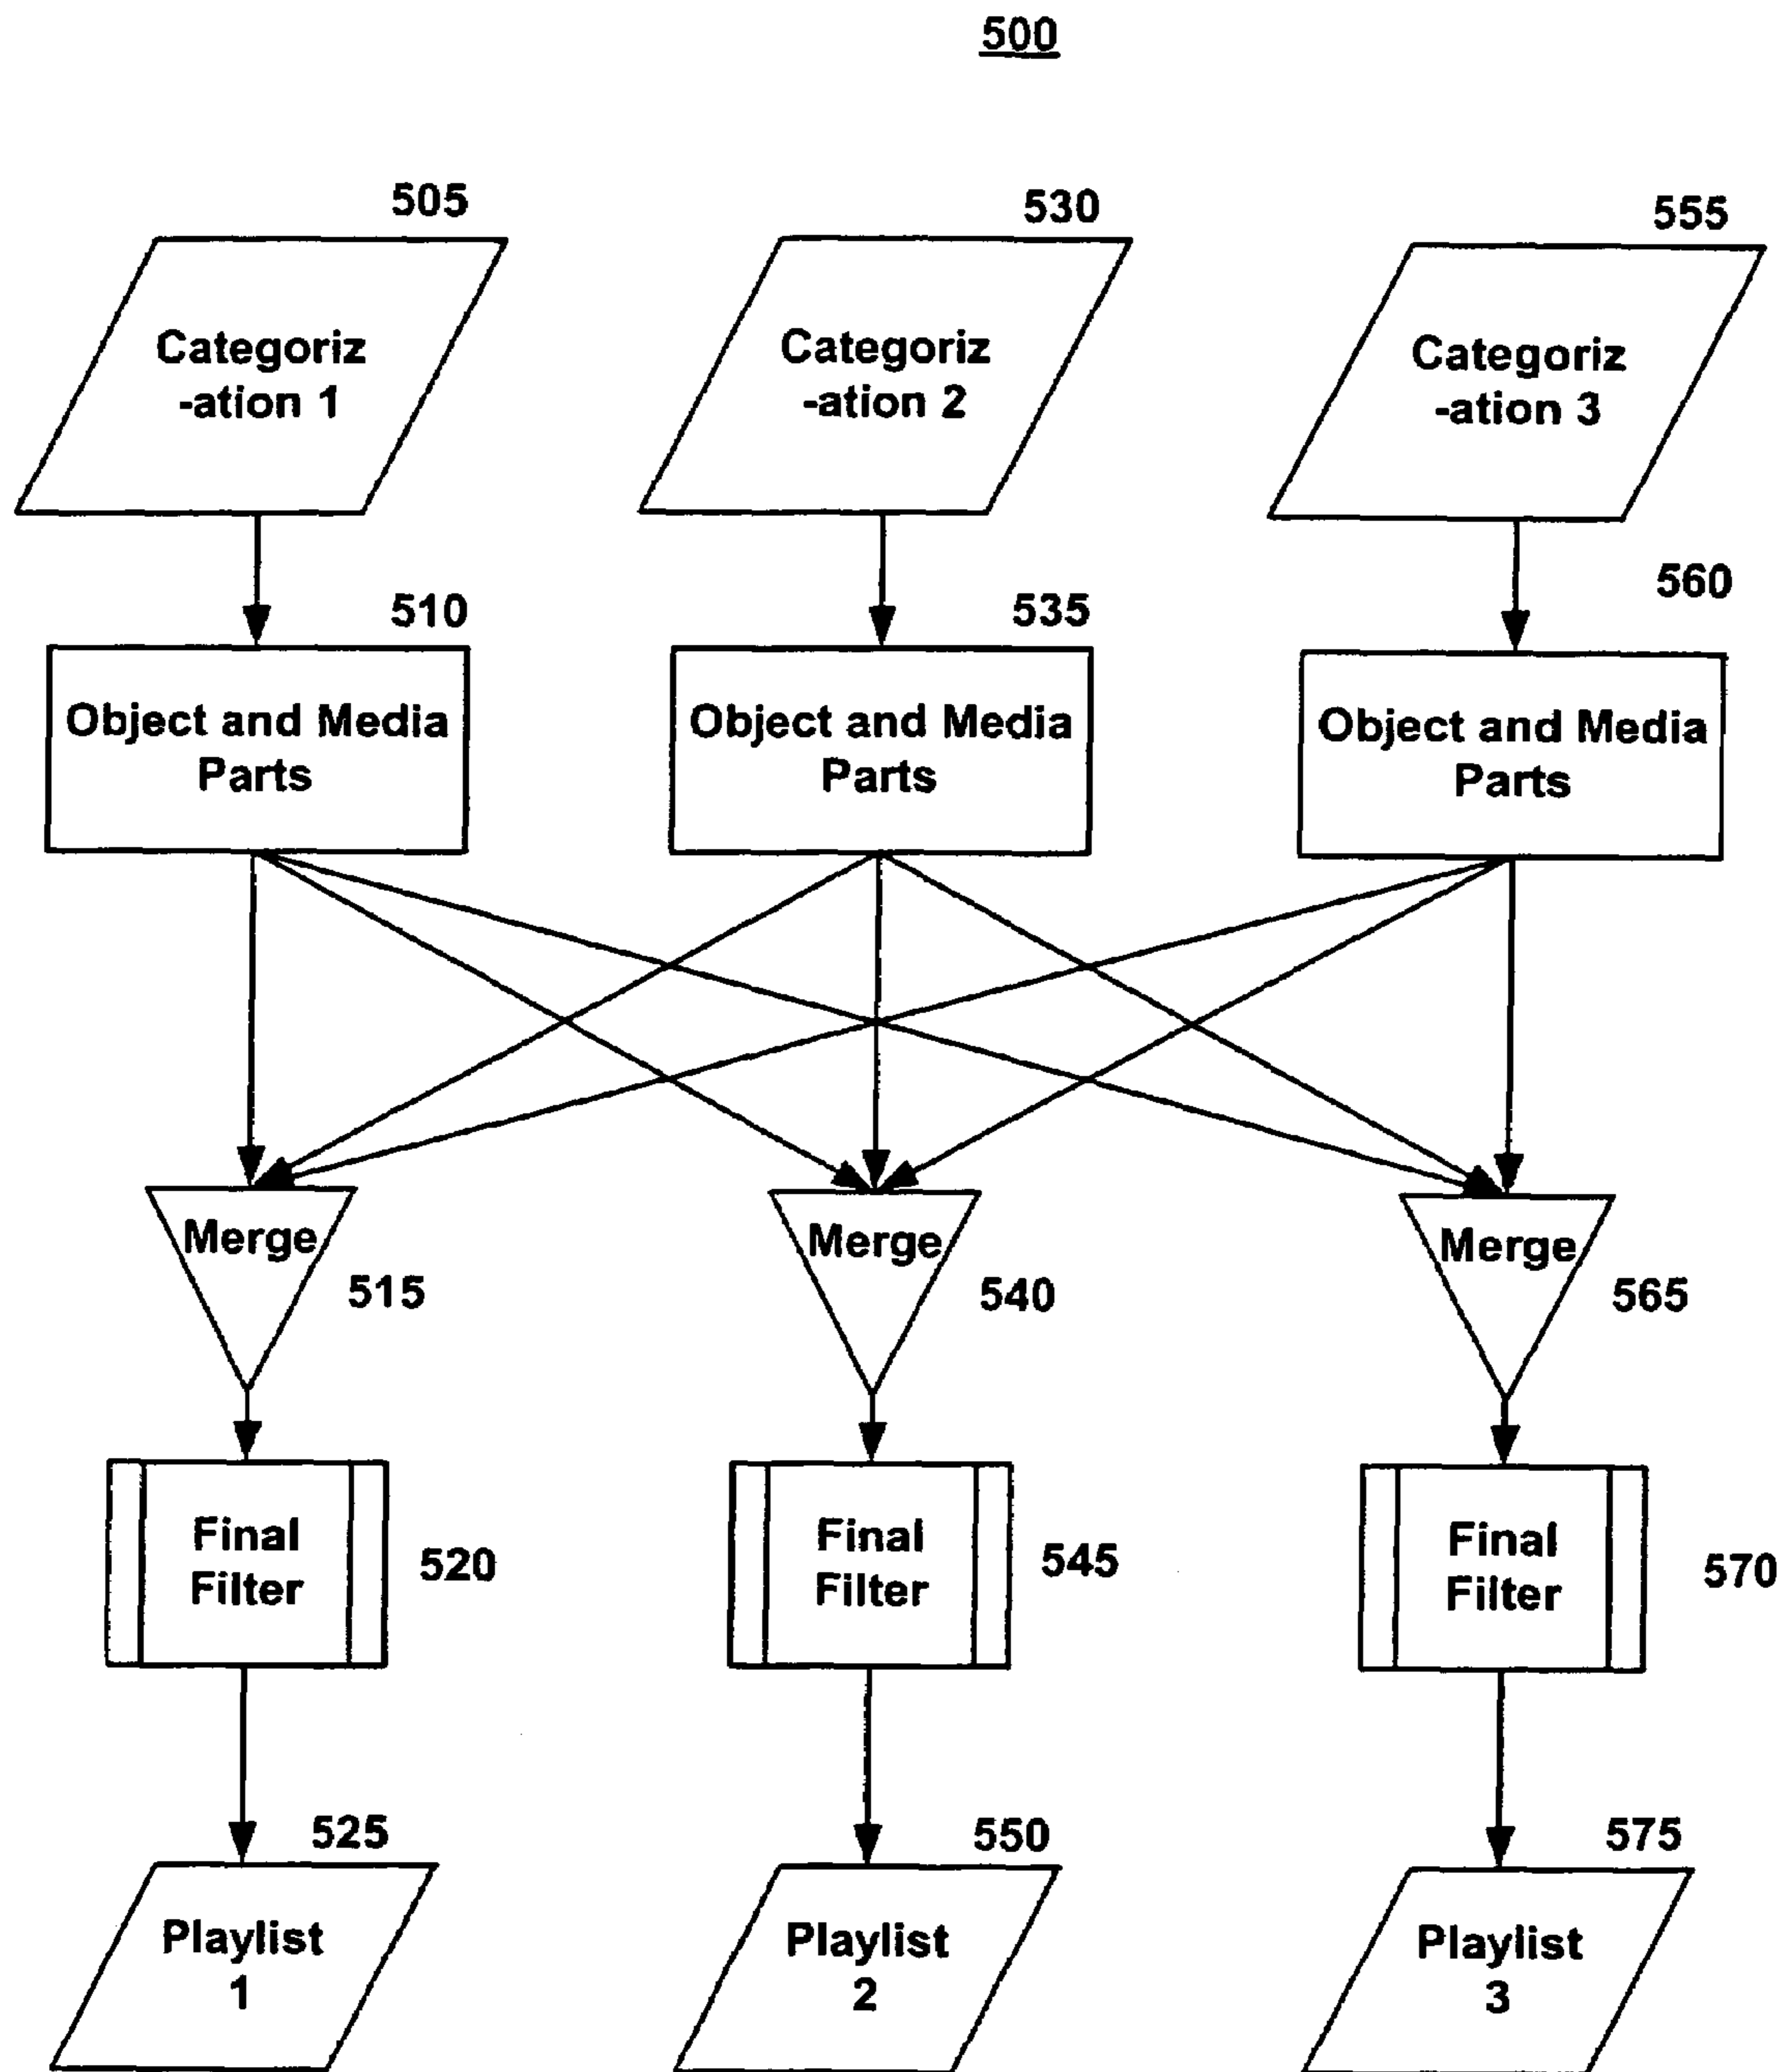 500
505
530
555
Categoriz
-ation 1
Categoriz
-ation 2
Categoriz
-ation 3
510
535
560
Object and Media
Parts
Object and Media
Parts
Object and Media
Parts
Merge
Merge
Merge
515
540
565
Final
Filter
520
Final
Filter
545
Final
Filter
570
525
550
575
Playlist
1
Playlist
2
Playlist
3